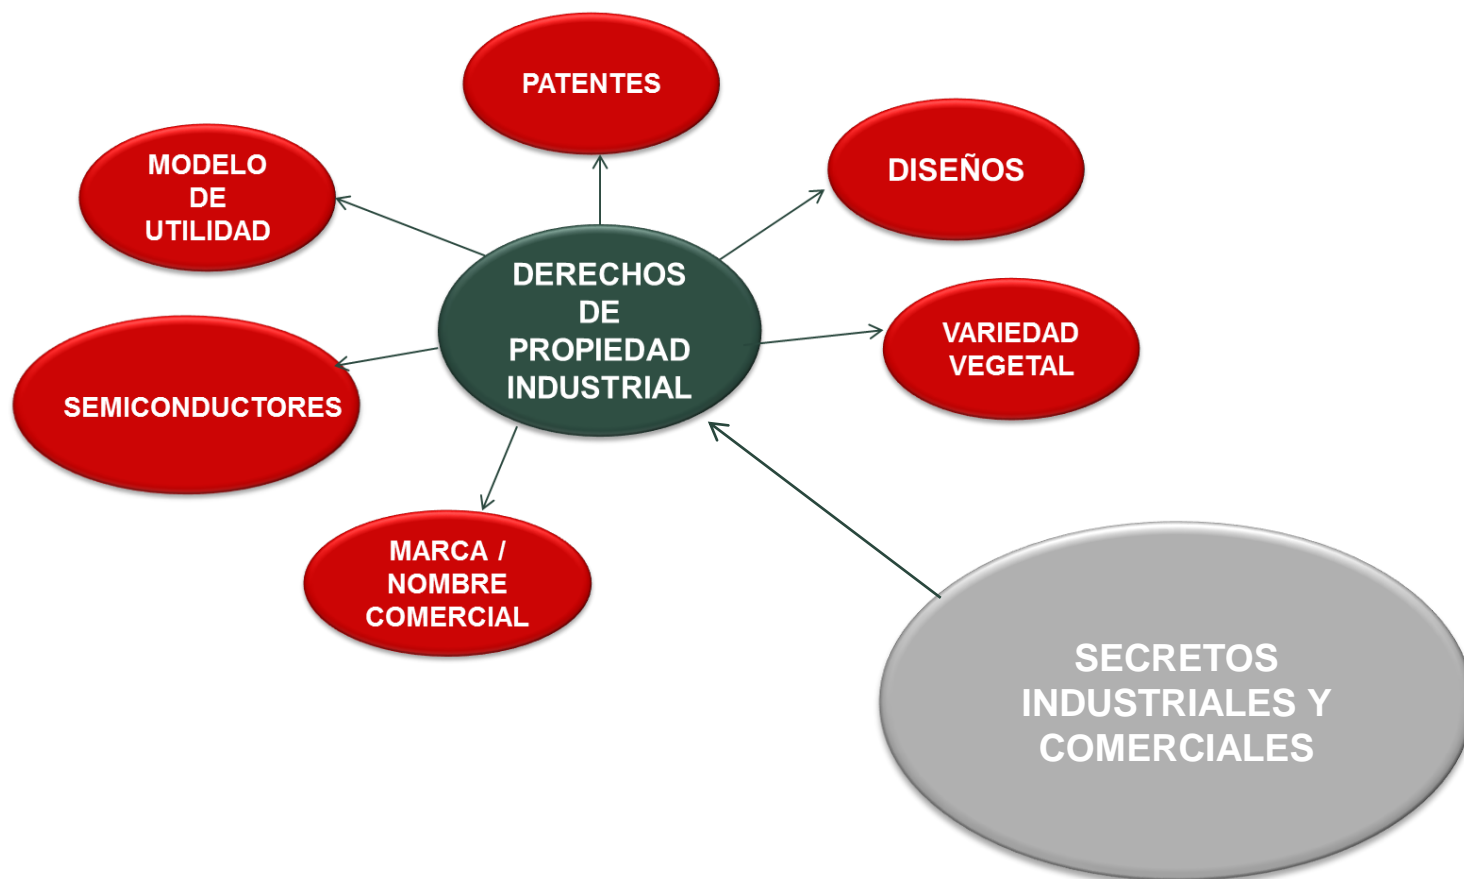 PATENTES
MODELO
DE
UTILIDAD
DISEÑOS
DERECHOS
DE
PROPIEDAD
INDUSTRIAL
VARIEDAD
VEGETAL
SEMICONDUCTORES
MARCA /
NOMBRE
COMERCIAL
SECRETOS
INDUSTRIALES Y
COMERCIALES